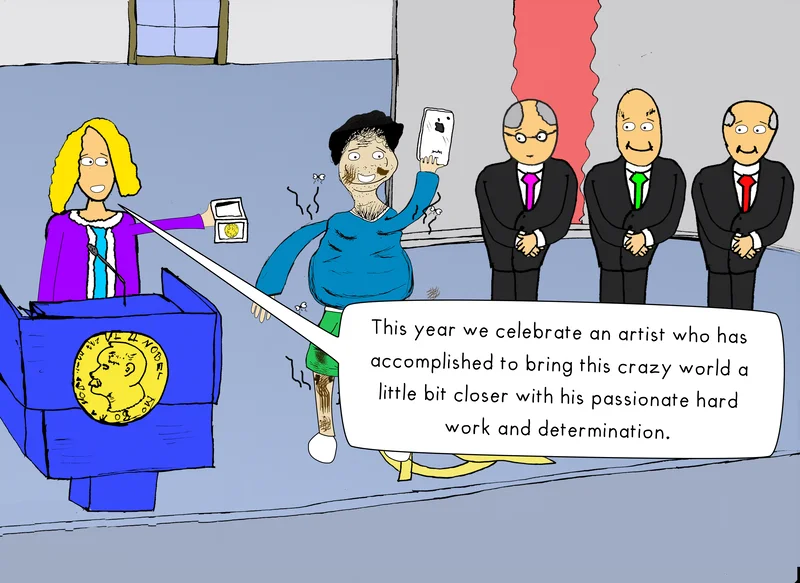 This year we celebrate an artist who has
accomplished to bring this crazy world a
little bit closer with his passionate hard
work and determination.
NOBEL